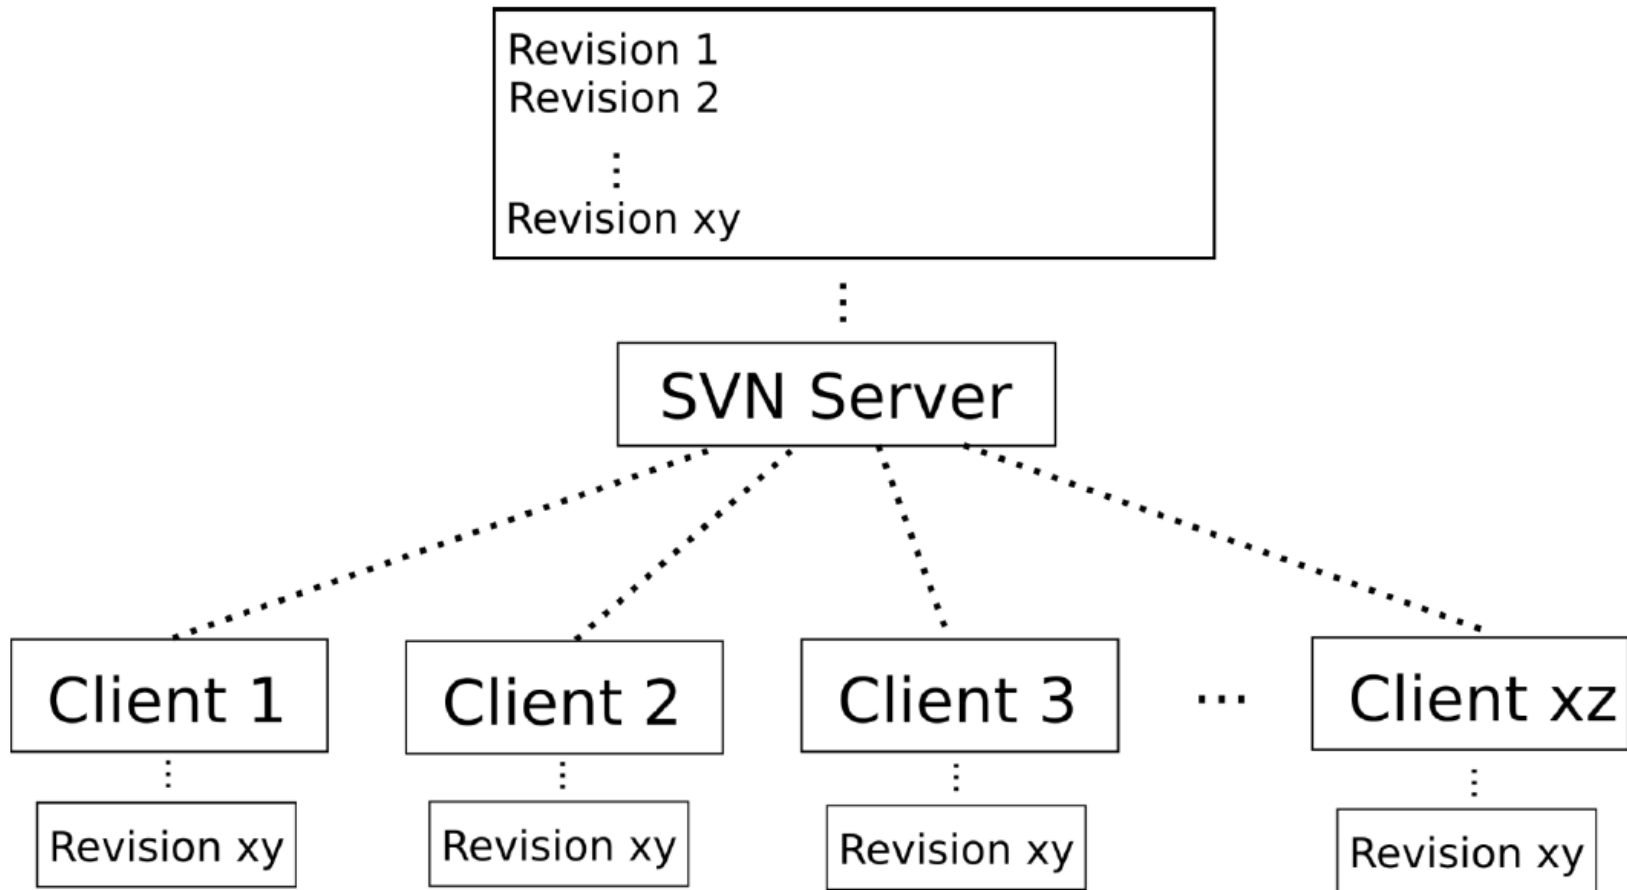 Revision 1
Revision 2
⋮
Revision xy
⋮
SVN Server
Client 1
Client 2
Client 3
...
Client xz
Revision xy
Revision xy
Revision xy
Revision xy